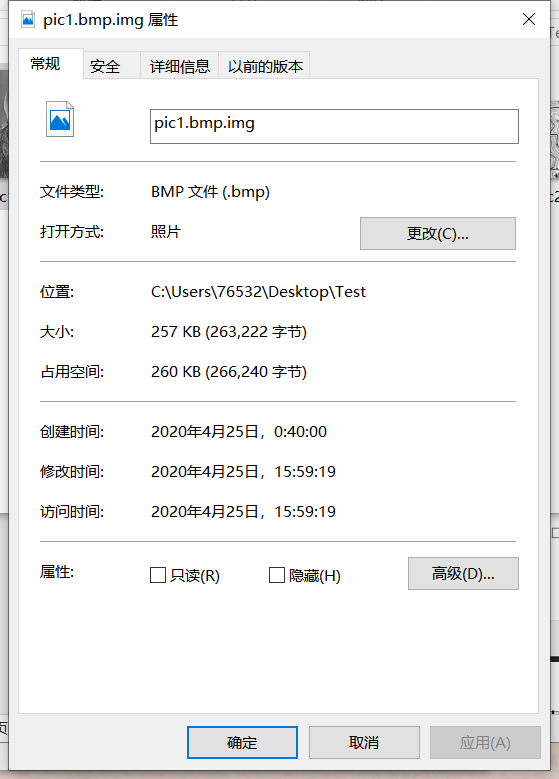 pic1.bmp.img 属性
常规 安全 详细信息 以前的版本
pic1.bmp.img
文件类型: BMP 文件 (.bmp)
打开方式: 照片 更改(C)...
位置: C:\Users\76532\Desktop\Test
大小: 257 KB (263,222 字节)
占用空间: 260 KB (266,240 字节)
创建时间: 2020年4月25日，0:40:00
修改时间: 2020年4月25日，15:59:19
访问时间: 2020年4月25日，15:59:19
属性: 只读(R) 隐藏(H) 高级(D)...
确定 取消 应用(A)